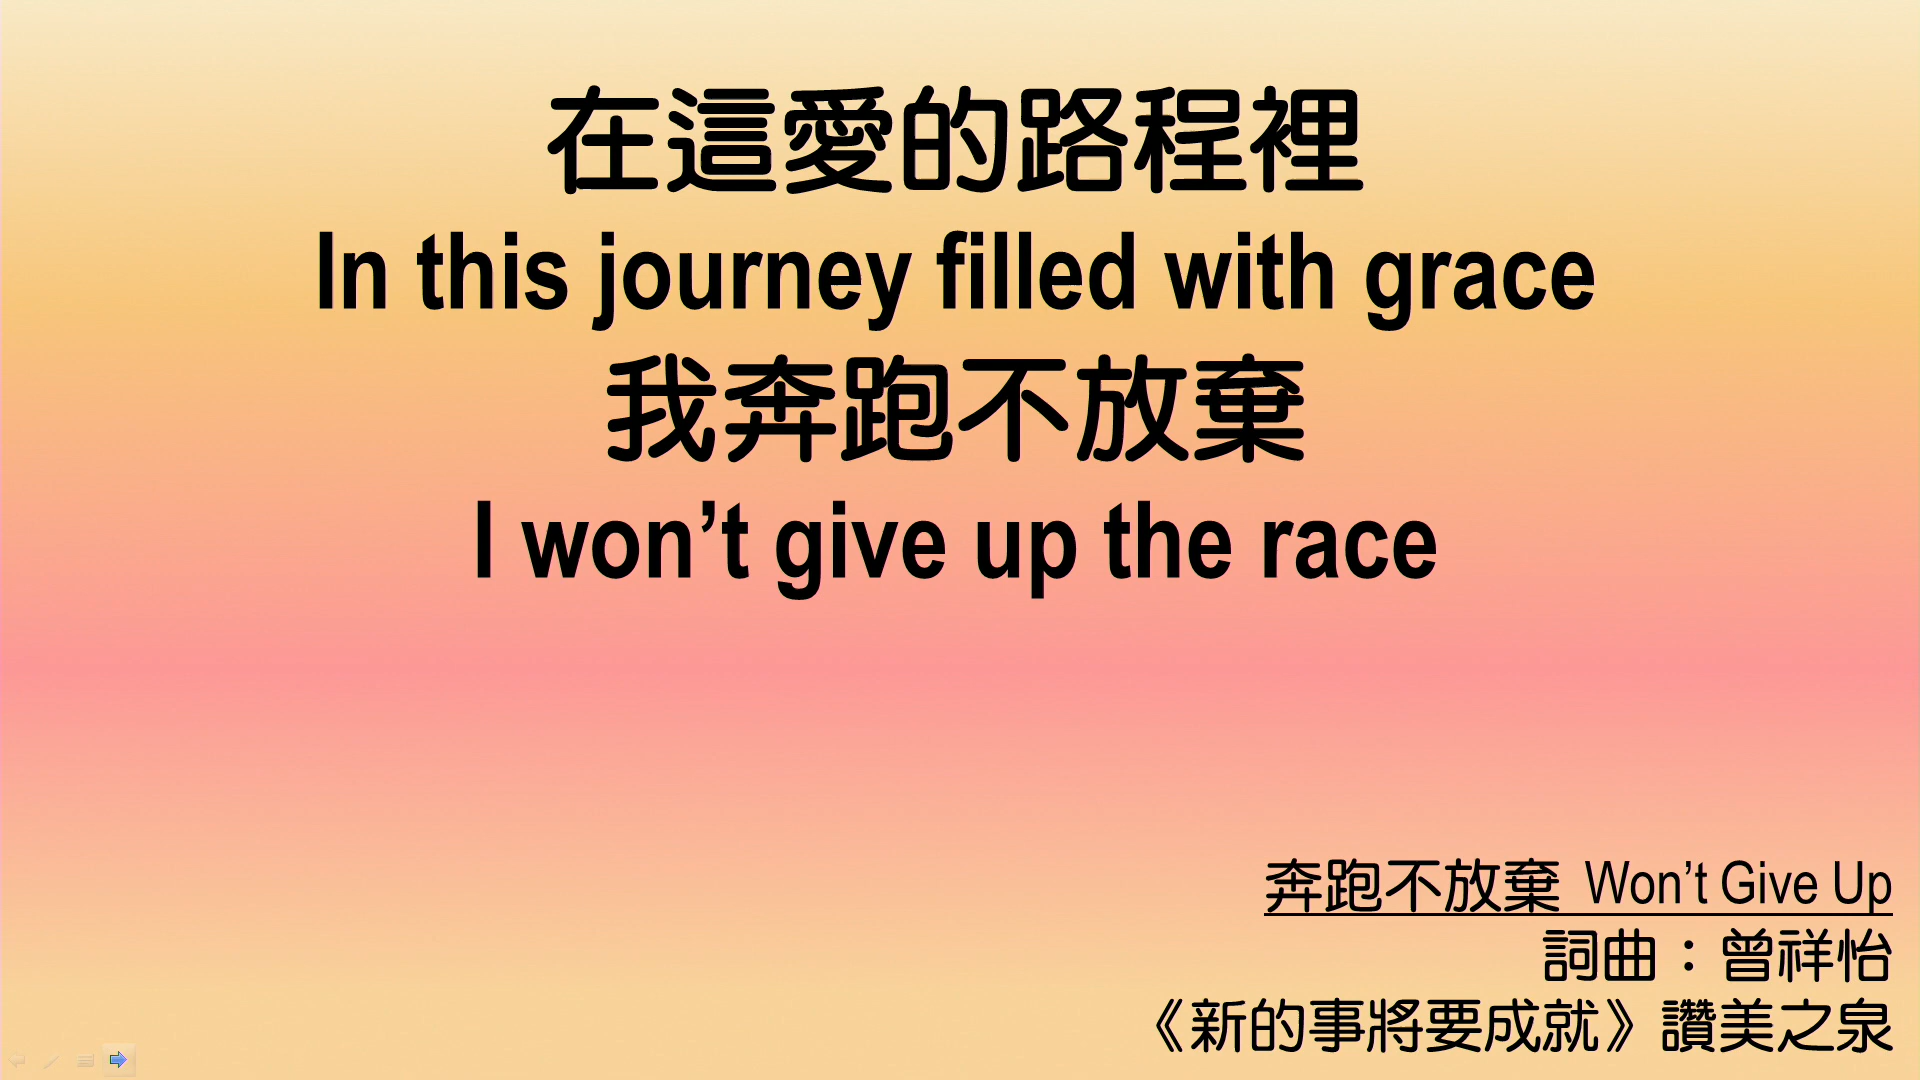 在這愛的路程裡
In this journey filled with grace
我奔跑不放棄
I won’t give up the race
奔跑不放棄 Won’t Give Up
詞曲：曾祥怡
《新的事將要成就》讚美之泉